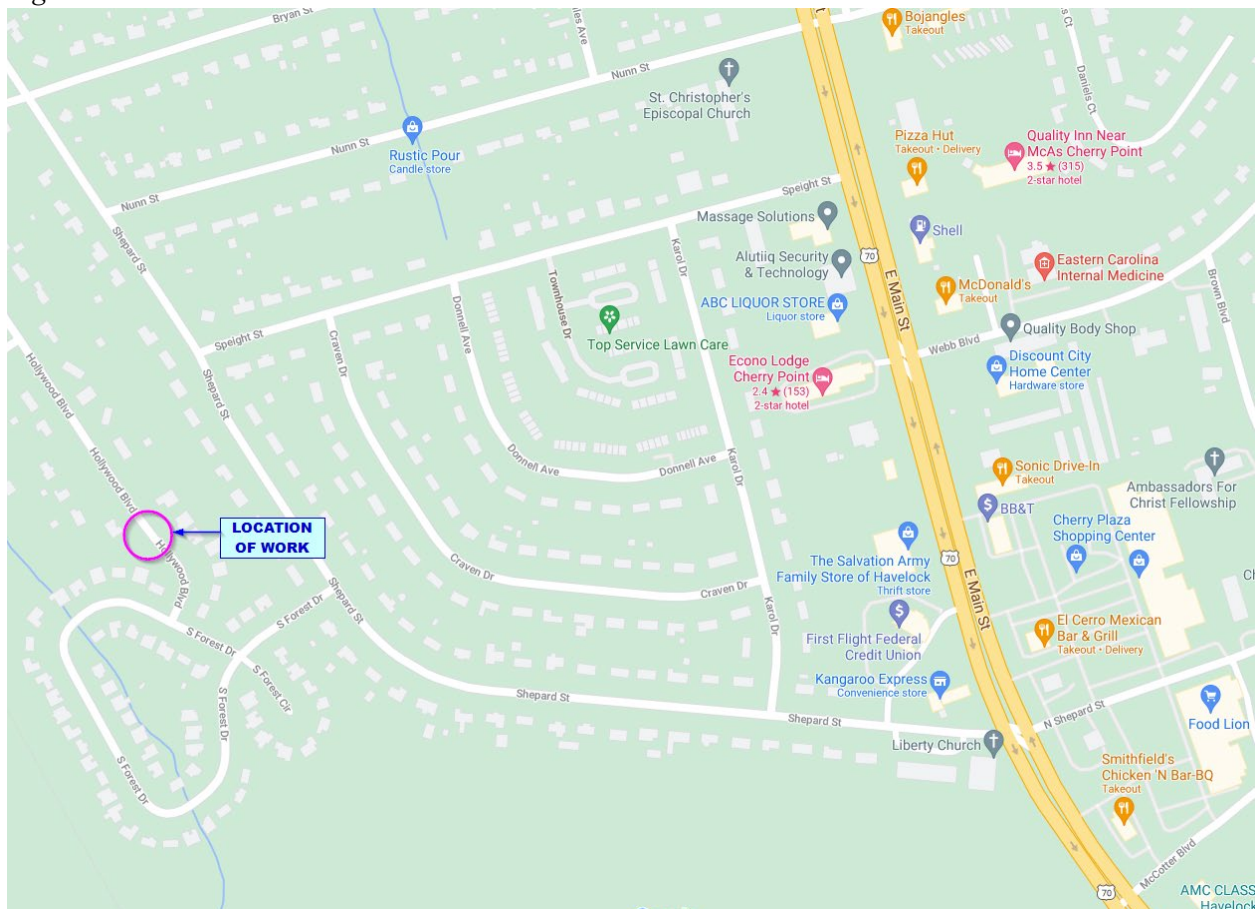 Bryan St
Nunn St
Bojangles
Takeout
Daniels Ct
St. Christopher's
Episcopal Church
Rustic Pour
Candle store
Nunn St
Pizza Hut
Takeout • Delivery
Quality Inn Near
McAs Cherry Point
3.5 ★ (315)
2-star hotel
Nunn St
Speight St
Shepard St
Massage Solutions
Karol Dr
Shell
70
Alutiiq Security
& Technology
Eastern Carolina
Internal Medicine
Townhouse Dr
Donnell Ave
E Main St
McDonald's
Takeout
Brown Blvd
ABC LIQUOR STORE
Liquor store
Top Service Lawn Care
Quality Body Shop
Speight St
Craven Dr
Webb Blvd
Econo Lodge
Cherry Point
2.4 ★ (153)
2-star hotel
Discount City
Home Center
Hardware store
Hollywood Blvd
Shepard St
Donnell Ave
Donnell Ave
Karol Dr
Hollywood Blvd
Sonic Drive-In
Takeout
Ambassadors For
Christ Fellowship
BB&T
LOCATION
OF WORK
Cherry Plaza
Shopping Center
Hollywood Blvd
The Salvation Army
Family Store of Havelock
Thrift store
70
E Main St
Craven Dr
Craven Dr
Shepard St
S Forest Dr
Karol Dr
First Flight Federal
Credit Union
El Cerro Mexican
Bar & Grill
Takeout • Delivery
S Forest Dr
S Forest Cir
S Forest Dr
Kangaroo Express
Convenience store
Shepard St
Shepard St
N Shepard St
Food Lion
Liberty Church
S Forest Dr
Smithfield's
Chicken 'N Bar-BQ
Takeout
McCotter Blvd
70
AMC CLASS
Havelock